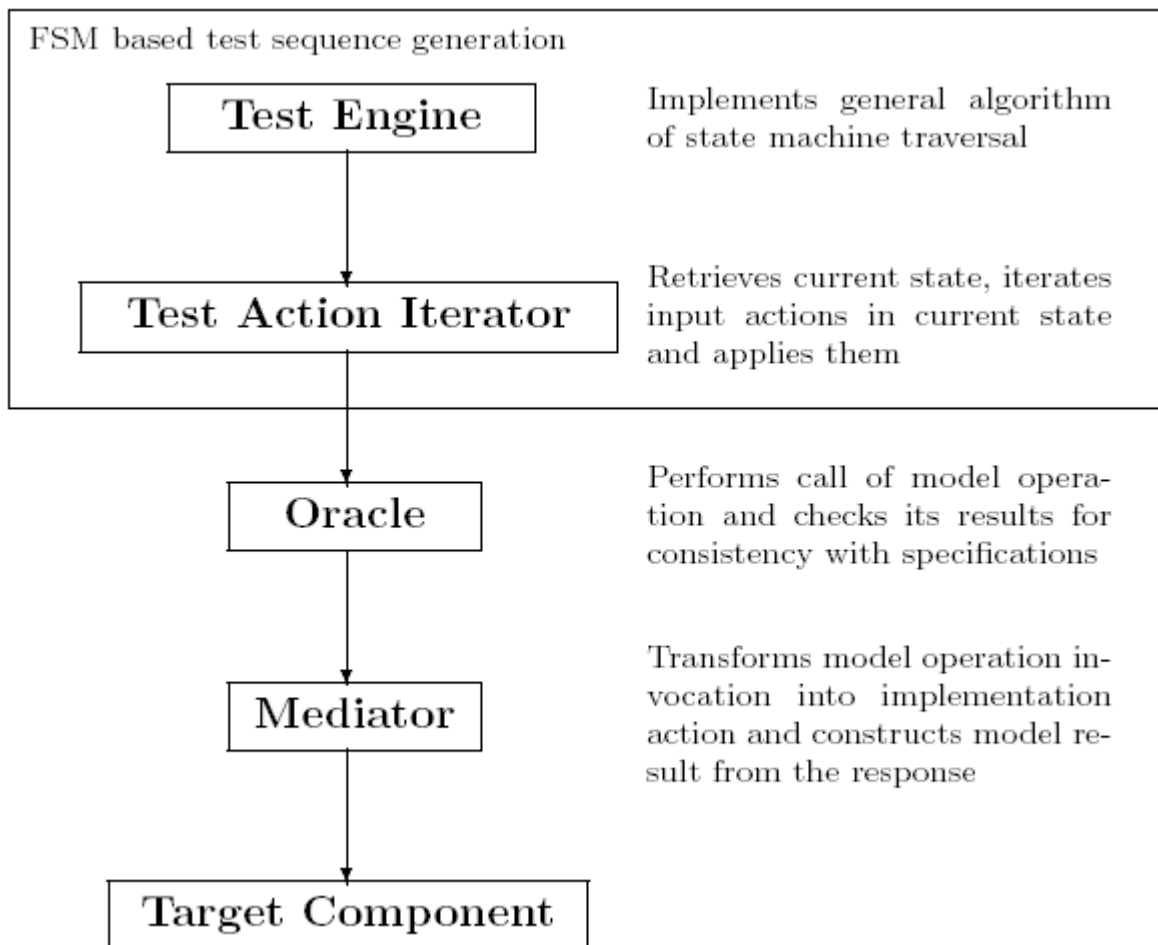 FSM based test sequence generation
Test Engine
Implements general algorithm
of state machine traversal
Test Action Iterator
Retrieves current state, iterates
input actions in current state
and applies them
Oracle
Performs call of model opera-
tion and checks its results for
consistency with specifications
Mediator
Transforms model operation in-
vocation into implementation
action and constructs model re-
sult from the response
Target Component